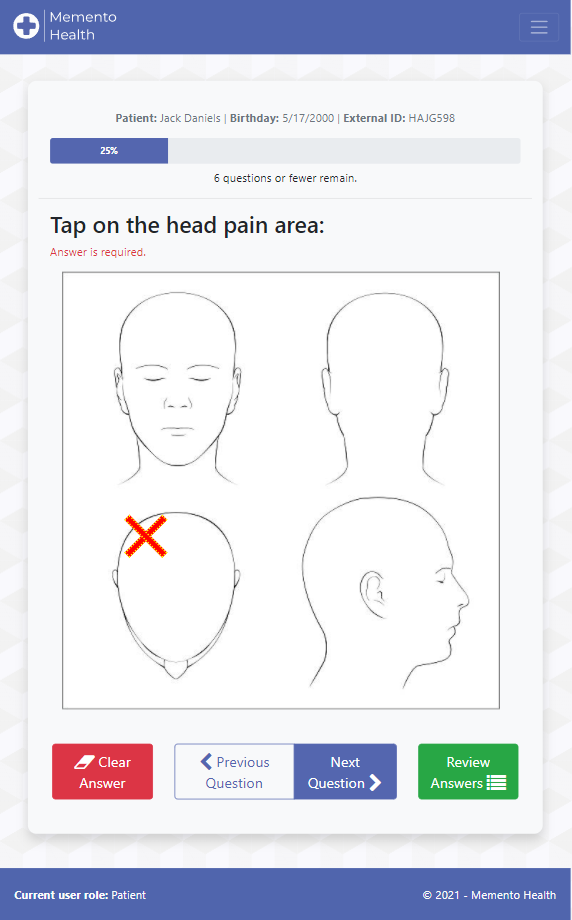 Memento
Health
Patient: Jack Daniels | Birthday: 5/17/2000 | External ID: HAJG598
25%
6 questions or fewer remain.
Tap on the head pain area:
Answer is required.
Clear
Answer
Previous
Question
Next
Question
Review
Answers
Current user role: Patient
© 2021 - Memento Health